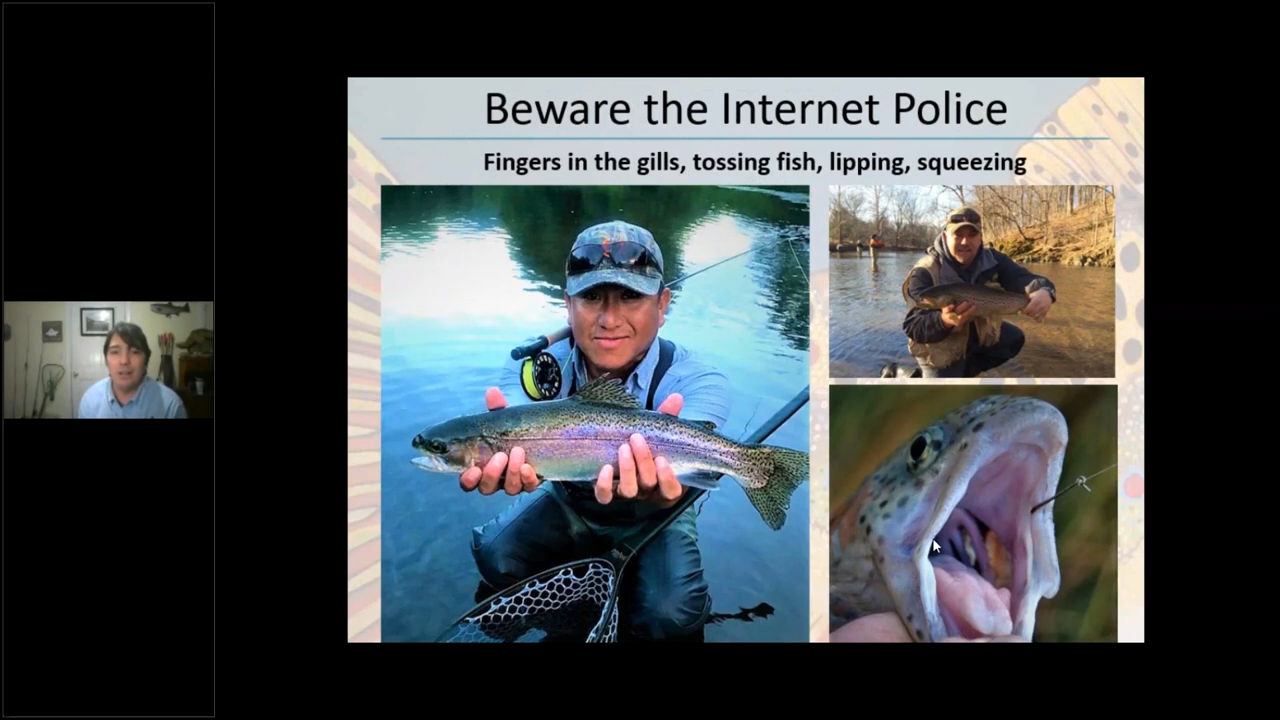 Beware the Internet Police
Fingers in the gills, tossing fish, lipping, squeezing